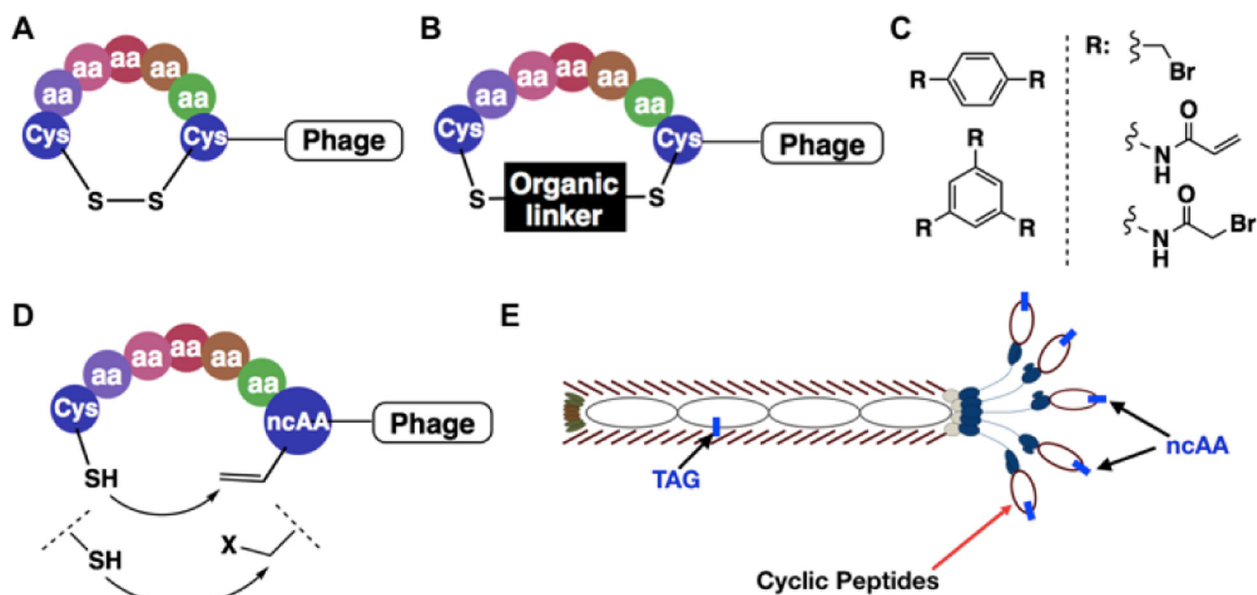 A
aa
aa
aa
aa
aa
Cys
Cys
Phage
S
S
B
aa
aa
aa
aa
aa
Cys
Cys
Phage
S
Organic
linker
S
C
R
R
R
R
R
R:
Br
O
N
H
O
Br
N
H
D
aa
aa
aa
aa
aa
Cys
ncAA
Phage
SH
SH
X
E
TAG
ncAA
Cyclic Peptides